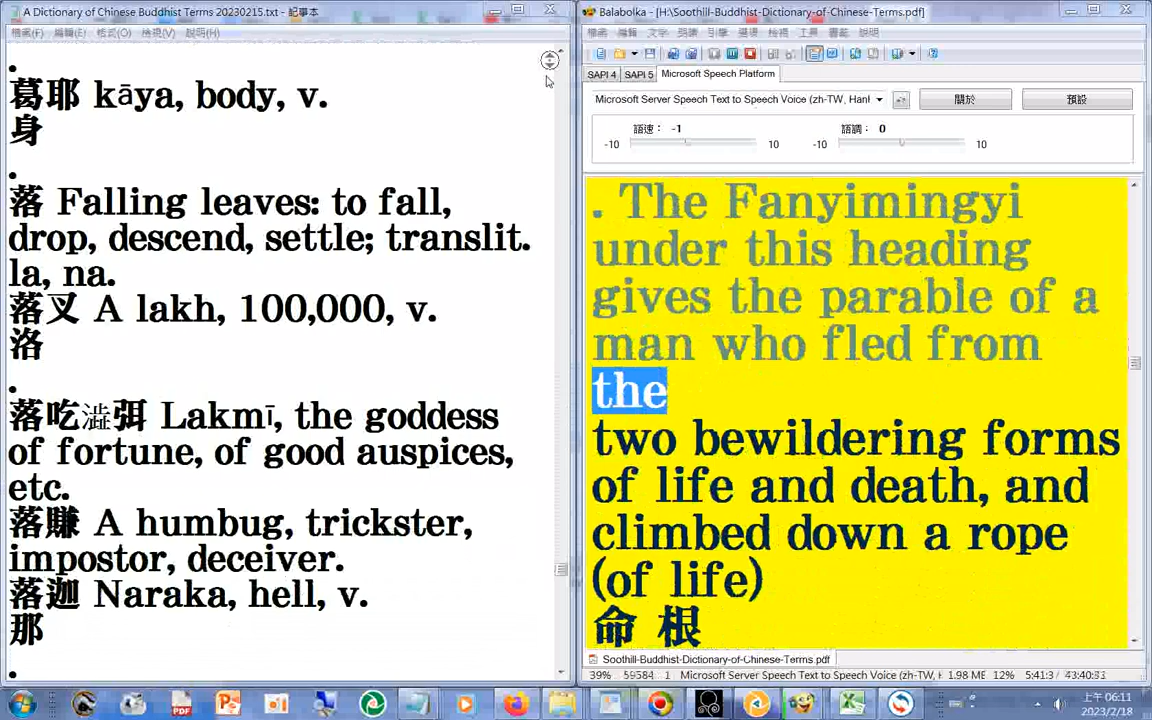 A Dictionary of Chinese Buddhist Terms 20230215.txt - 記事本
檔案(F) 編輯(E) 格式(O) 檢視(V) 說明(H)
.
葛耶 kāya, body, v.
身
.
落 Falling leaves: to fall,
drop, descend, settle; translit.
la, na.
落叉 A lakh, 100,000, v.
洛
.
落吃澁弭 Lakmī, the goddess
of fortune, of good auspices,
etc.
落賺 A humbug, trickster,
impostor, deceiver.
落迦 Naraka, hell, v.
那
.
Balabolka - [H:\Soothill-Buddhist-Dictionary-of-Chinese-Terms.pdf]
檔案 編輯 文字 朗讀 引擎 選項 檢視 工具 書籤 說明
SAPI 4 SAPI 5 Microsoft Speech Platform
Microsoft Server Speech Text to Speech Voice (zh-TW, Hanl
關於
預設
語速： -1
語調： 0
-10 10 -10 10
. The Fanyimingyi
under this heading
gives the parable of a
man who fled from
the
two bewildering forms
of life and death, and
climbed down a rope
(of life)
命 根
Soothill-Buddhist-Dictionary-of-Chinese-Terms.pdf
39% 59584 1 Microsoft Server Speech Text to Speech Voice (zh-TW, H 1.98 ME 12% 5:41:3 / 43:40:31
PDF
上午 06:11
2023/2/18